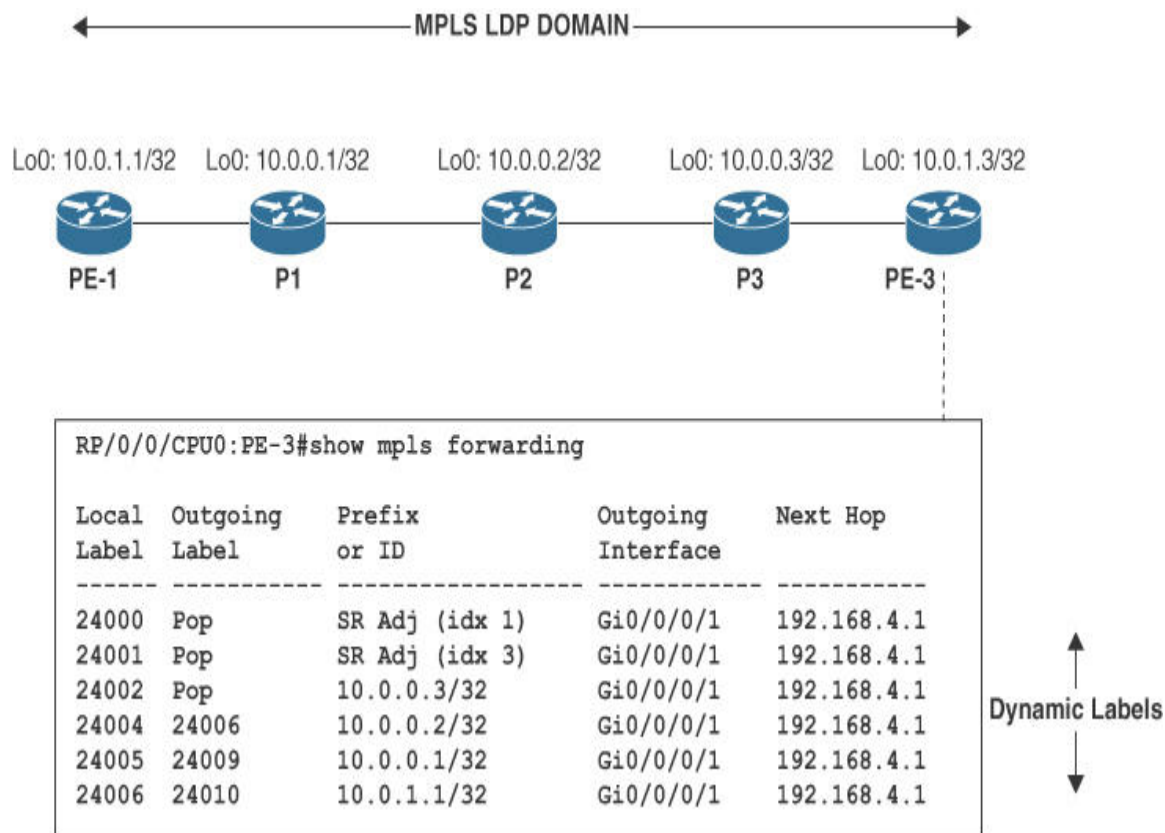 MPLS LDP DOMAIN
Lo0: 10.0.1.1/32 Lo0: 10.0.0.1/32 Lo0: 10.0.0.2/32 Lo0: 10.0.0.3/32 Lo0: 10.0.1.3/32
PE-1 P1 P2 P3 PE-3
RP/0/0/CPU0:PE-3#show mpls forwarding
Local Outgoing Prefix Outgoing Next Hop
Label Label or ID Interface
------ ----------- ------------------ ------------ -----------
24000 Pop SR Adj (idx 1) Gi0/0/0/1 192.168.4.1
24001 Pop SR Adj (idx 3) Gi0/0/0/1 192.168.4.1
24002 Pop 10.0.0.3/32 Gi0/0/0/1 192.168.4.1
24004 24006 10.0.0.2/32 Gi0/0/0/1 192.168.4.1
24005 24009 10.0.0.1/32 Gi0/0/0/1 192.168.4.1
24006 24010 10.0.1.1/32 Gi0/0/0/1 192.168.4.1
Dynamic Labels